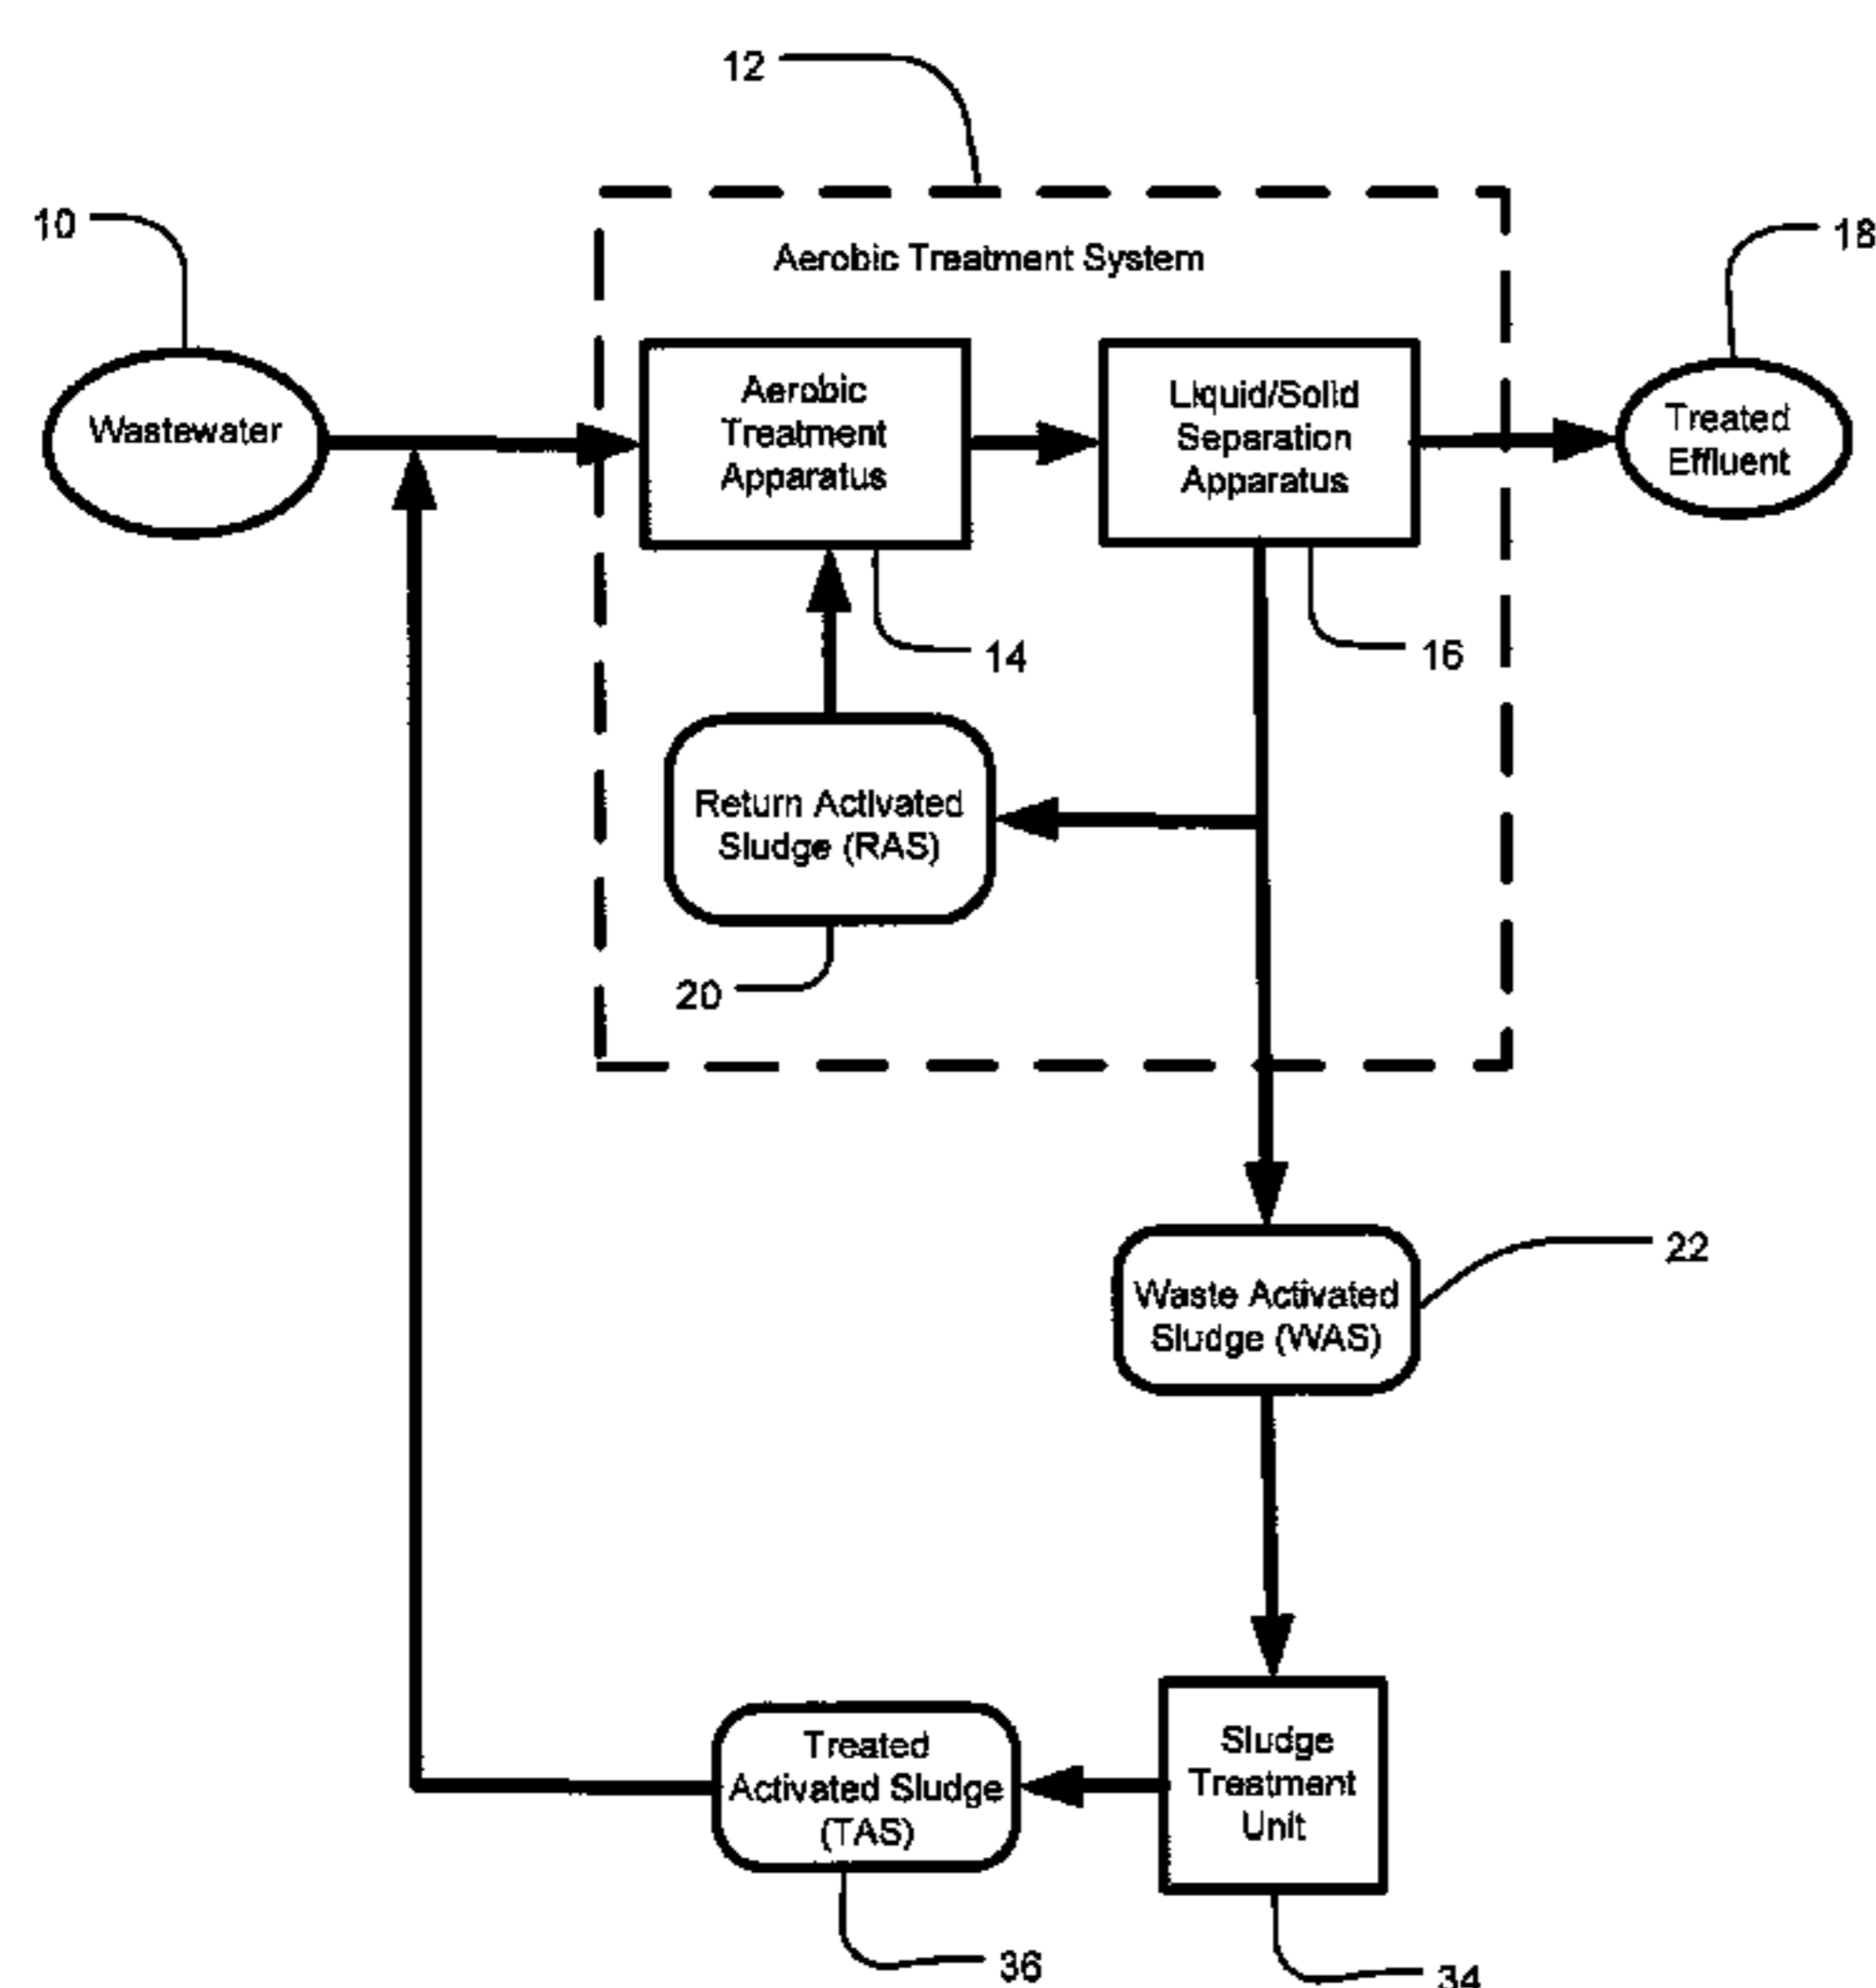 12
10
18
Aerobic Treatment System
Wastewater
Aerobic
Treatment
Apparatus
Liquid/Solid
Separation
Apparatus
Treated
Effluent
14
16
Return Activated
Sludge (RAS)
20
22
Waste Activated
Sludge (WAS)
Treated
Activated Sludge
(TAS)
Sludge
Treatment
Unit
36
34